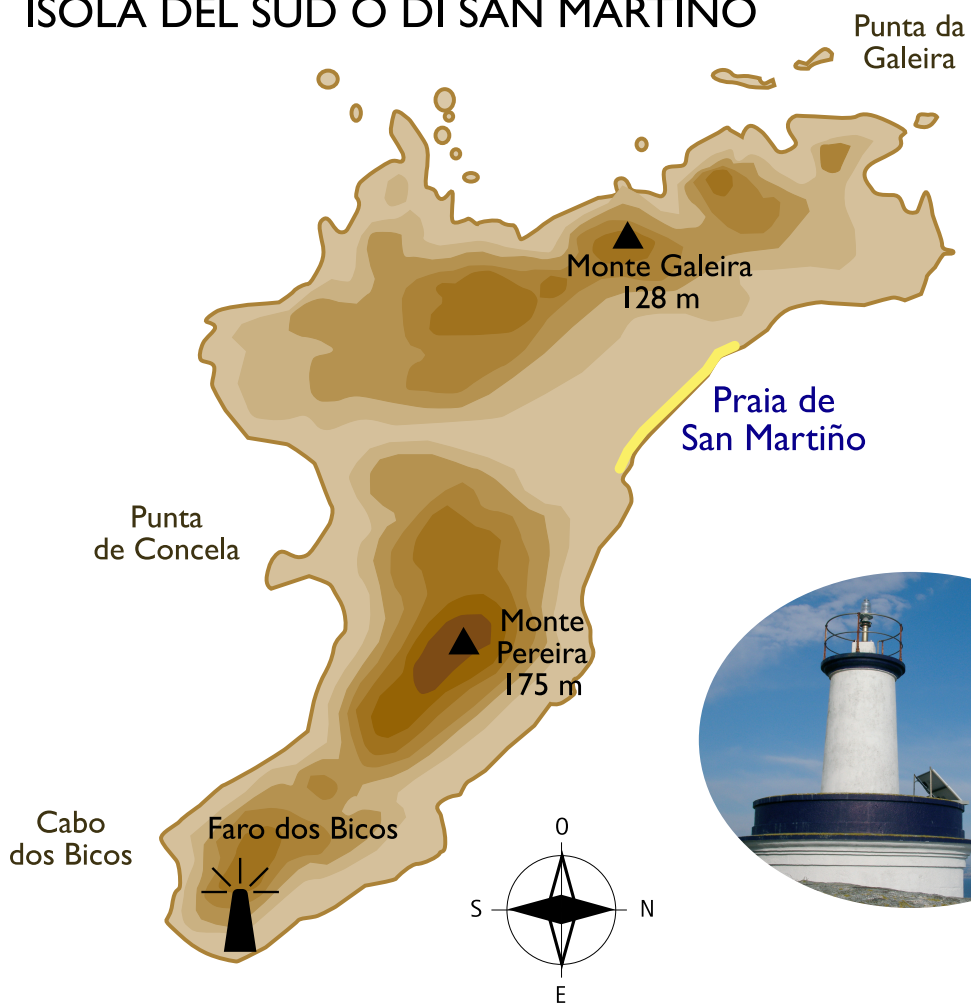 ISOLA DEL SUD O DI SAN MARTIÑO
Punta da
Galeira
Monte Galeira
128 m
Praia de
San Martiño
Punta
de Concela
Monte
Pereira
175 m
Cabo
dos Bicos
Faro dos Bicos
O
S
N
E